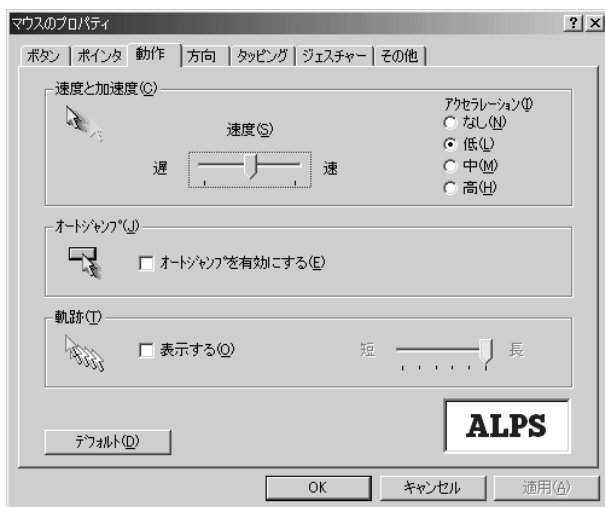 マウスのプロパティ
ボタン ポインタ 動作 方向 タッピング ジェスチャー その他
速度と加速度(C)
アクセラレーション(I)
速度(S)
なし(N)
遅 速
低(L)
中(M)
高(H)
オートジャンプ(J)
オートジャンプを有効にする(E)
軌跡(T)
表示する(O) 短 長
ALPS
デフォルト(D)
OK キャンセル 適用(A)